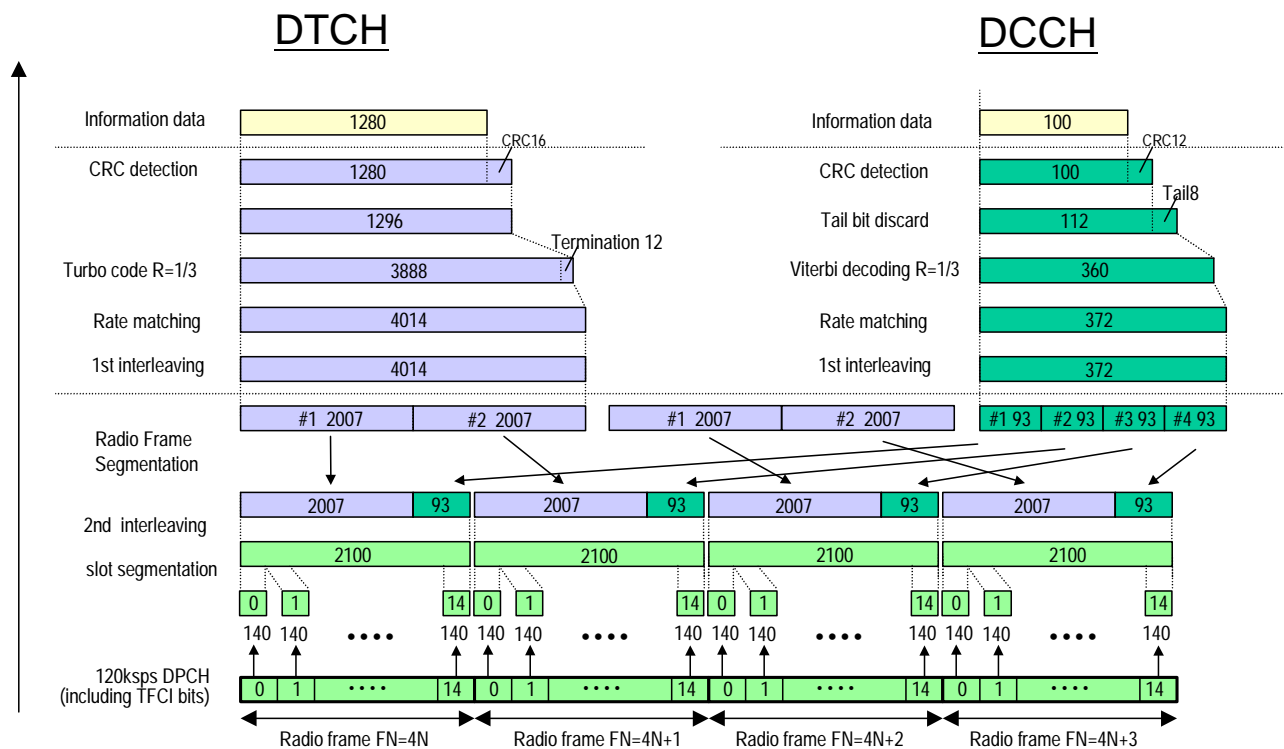 DTCH DCCH
Information data 1280 Information data 100
CRC16 CRC12
CRC detection 1280 CRC detection 100
Tail8
1296 Tail bit discard 112
Termination 12
Turbo code R=1/3 3888 Viterbi decoding R=1/3 360
Rate matching 4014 Rate matching 372
1st interleaving 4014 1st interleaving 372
#1 2007 #2 2007 #1 2007 #2 2007 #1 93 #2 93 #3 93 #4 93
Radio Frame
Segmentation
2007 93 2007 93 2007 93 2007 93
2nd interleaving
2100 2100 2100 2100
slot segmentation
0 1 14 0 1 14 0 1 14 0 1 14
140 140 •••• 140 140 140 •••• 140 140 140 •••• 140 140 140 •••• 140
120ksps DPCH
(including TFCI bits)
0 1 •••• 14 0 1 •••• 14 0 1 •••• 14 0 1 •••• 14
Radio frame FN=4N Radio frame FN=4N+1 Radio frame FN=4N+2 Radio frame FN=4N+3